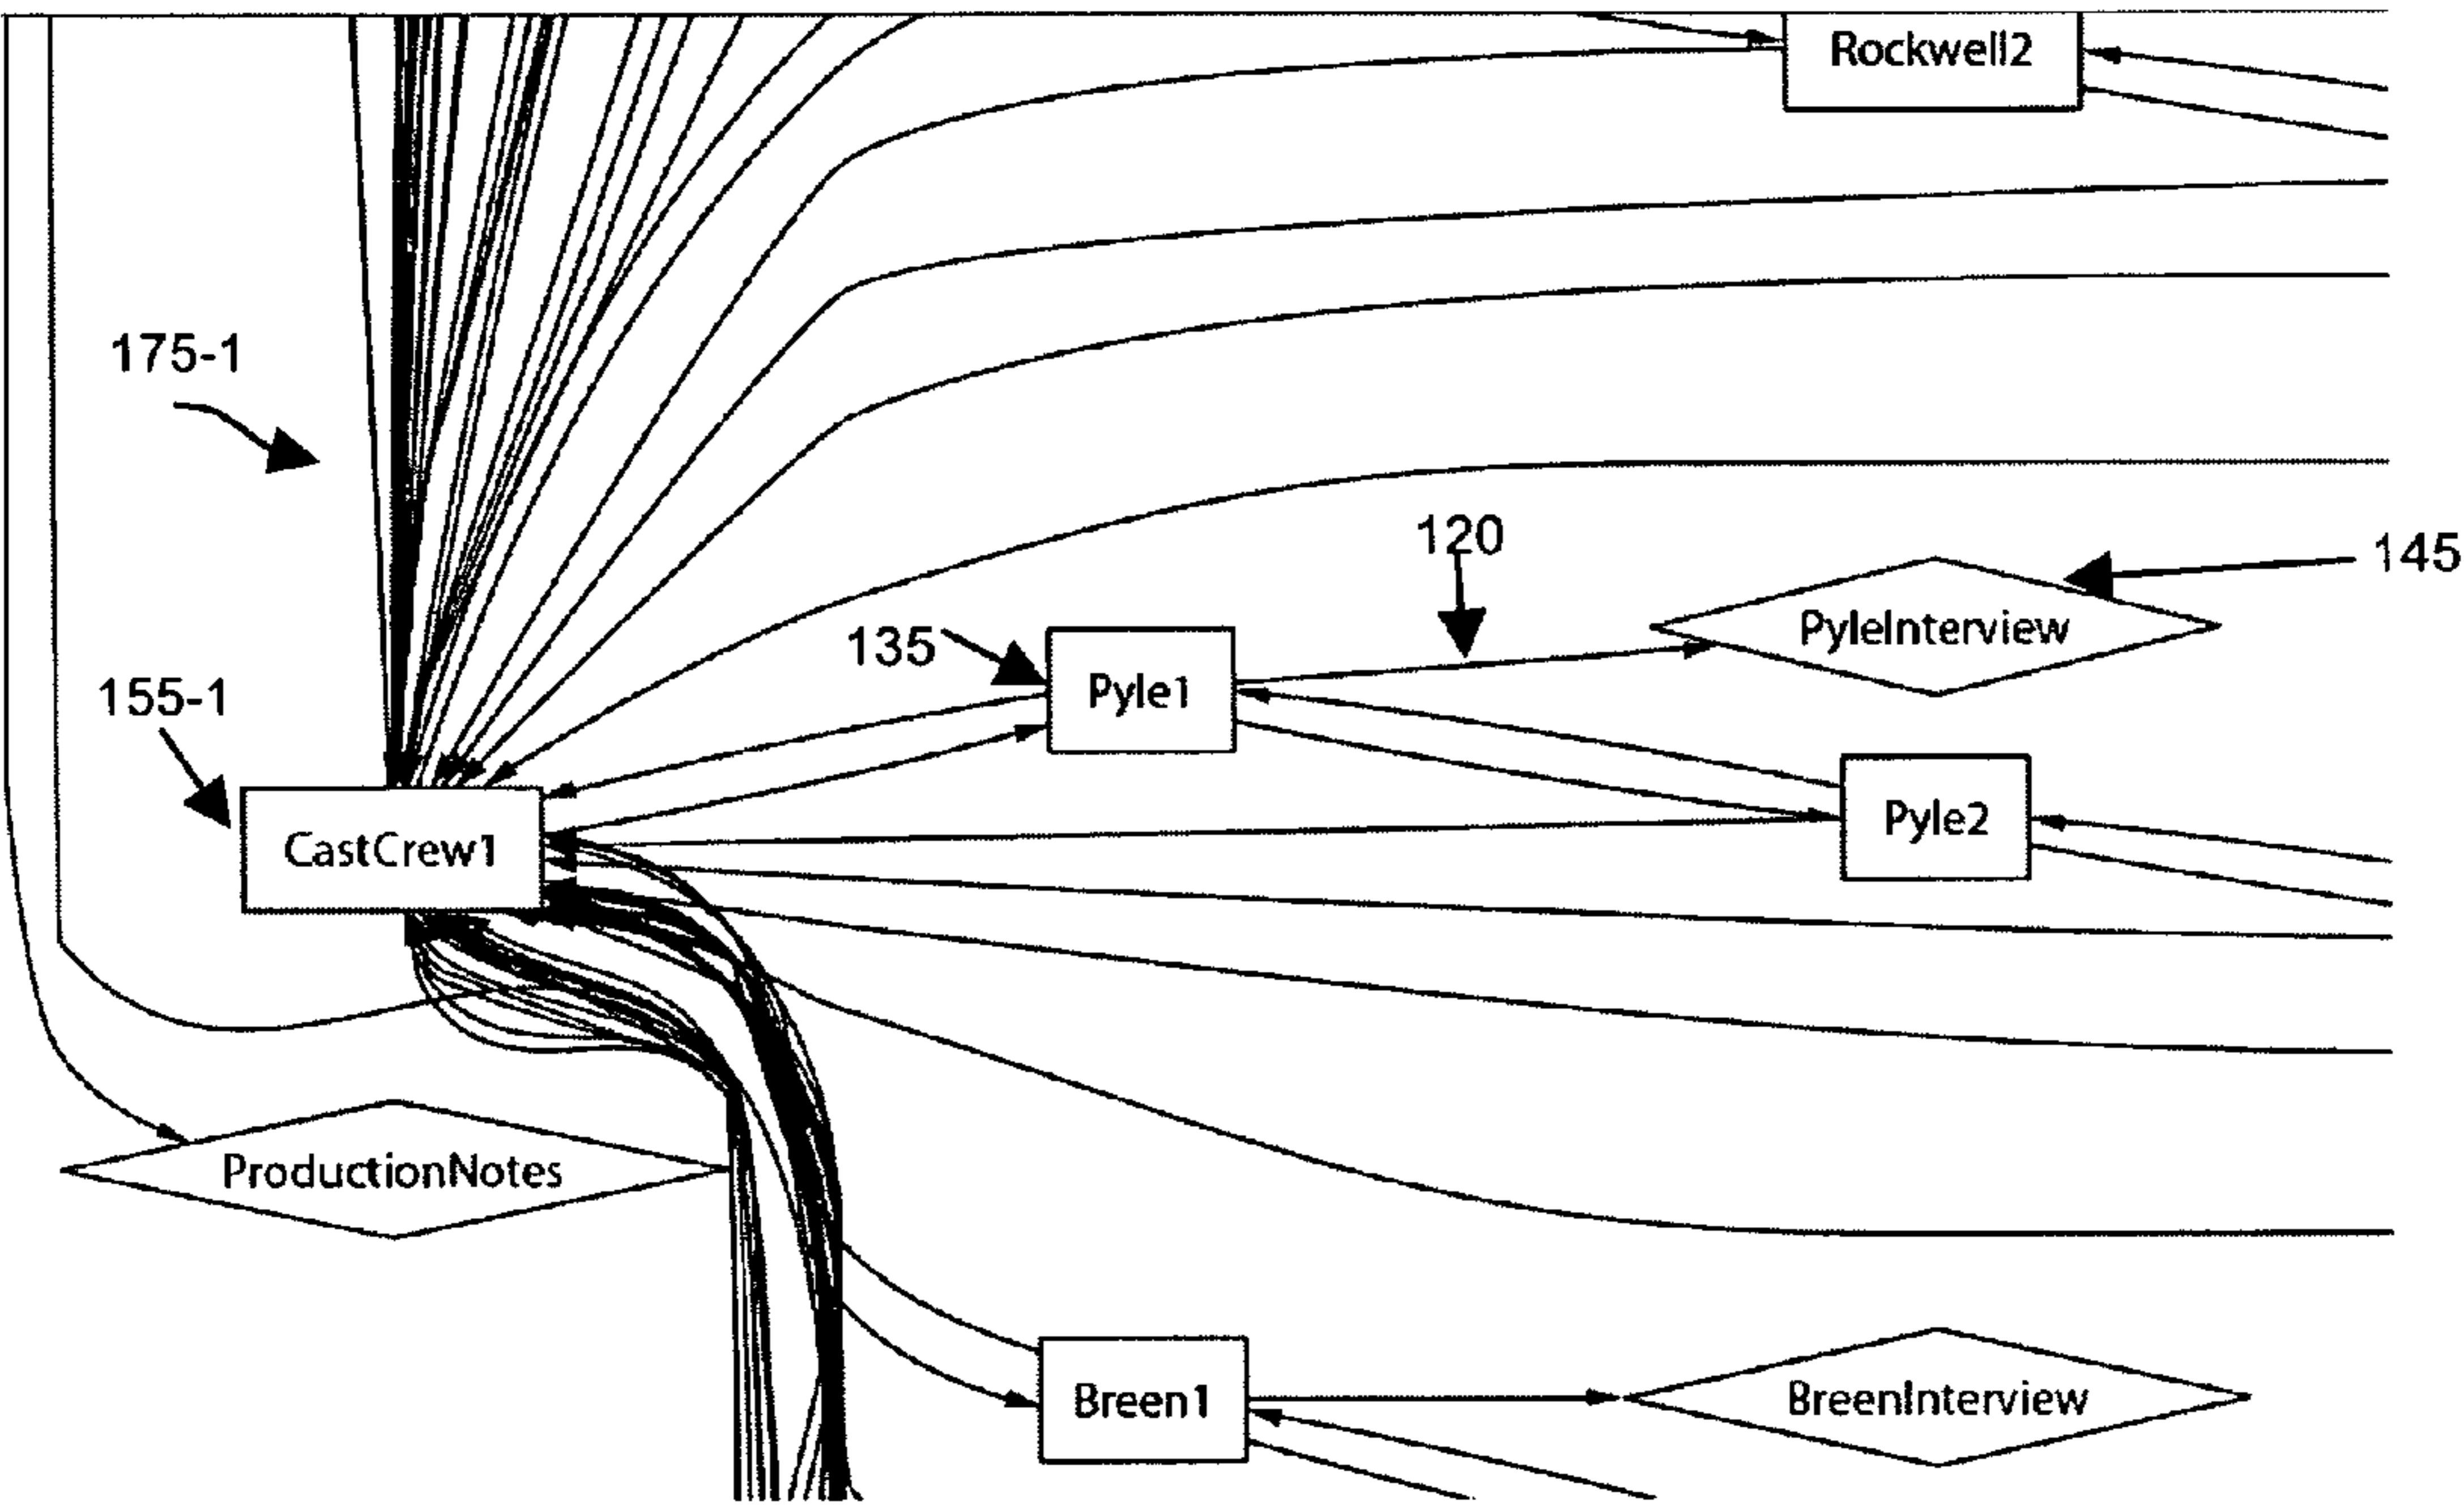 Rockwell2
175-1
120
145
PyleInterview
135
Pyle1
155-1
Pyle2
CastCrew1
ProductionNotes
Breen1
BreenInterview